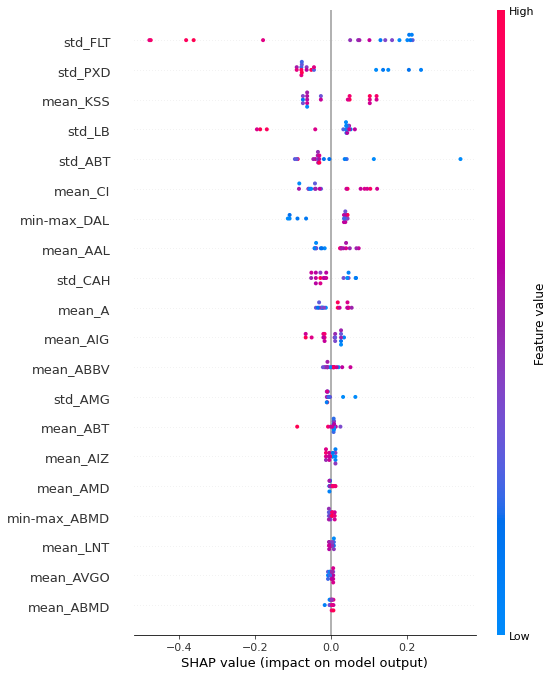 High
std_FLT
std_PXD
mean_KSS
std_LB
std_ABT
mean_CI
min-max_DAL
mean_AAL
std_CAH
mean_A
mean_AIG
mean_ABBV
std_AMG
mean_ABT
mean_AIZ
mean_AMD
min-max_ABMD
mean_LNT
mean_AVGO
mean_ABMD
Feature value
Low
−0.4 −0.2 0.0 0.2
SHAP value (impact on model output)